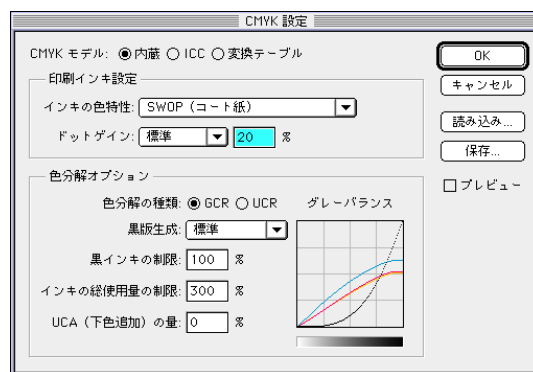 CMYK 設定
CMYK モデル: 内蔵 ICC 変換テーブル
OK
キャンセル
読み込み...
保存...
プレビュー
印刷インキ設定
インキの色特性: SWOP (コート紙)
ドットゲイン: 標準 20 %
色分解オプション
色分解の種類: GCR UCR
黒版生成: 標準
黒インキの制限: 100 %
インキの総使用量の制限: 300 %
UCA (下色追加) の量: 0 %
グレーバランス